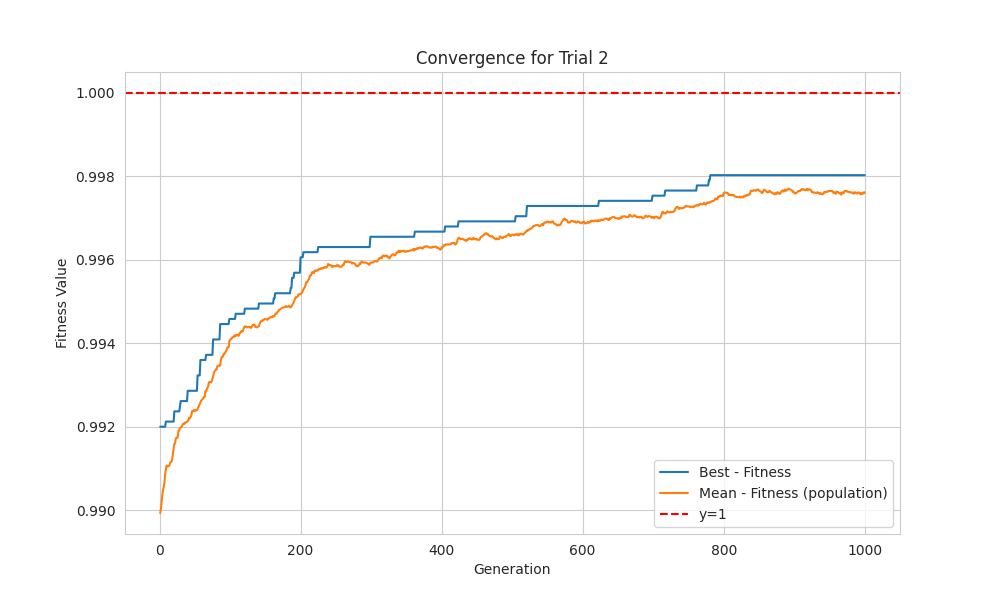 Convergence for Trial 2
1.000
0.998
0.996
0.994
0.992
0.990
Fitness Value
0
200
400
600
800
1000
Generation
Best - Fitness
Mean - Fitness (population)
y=1